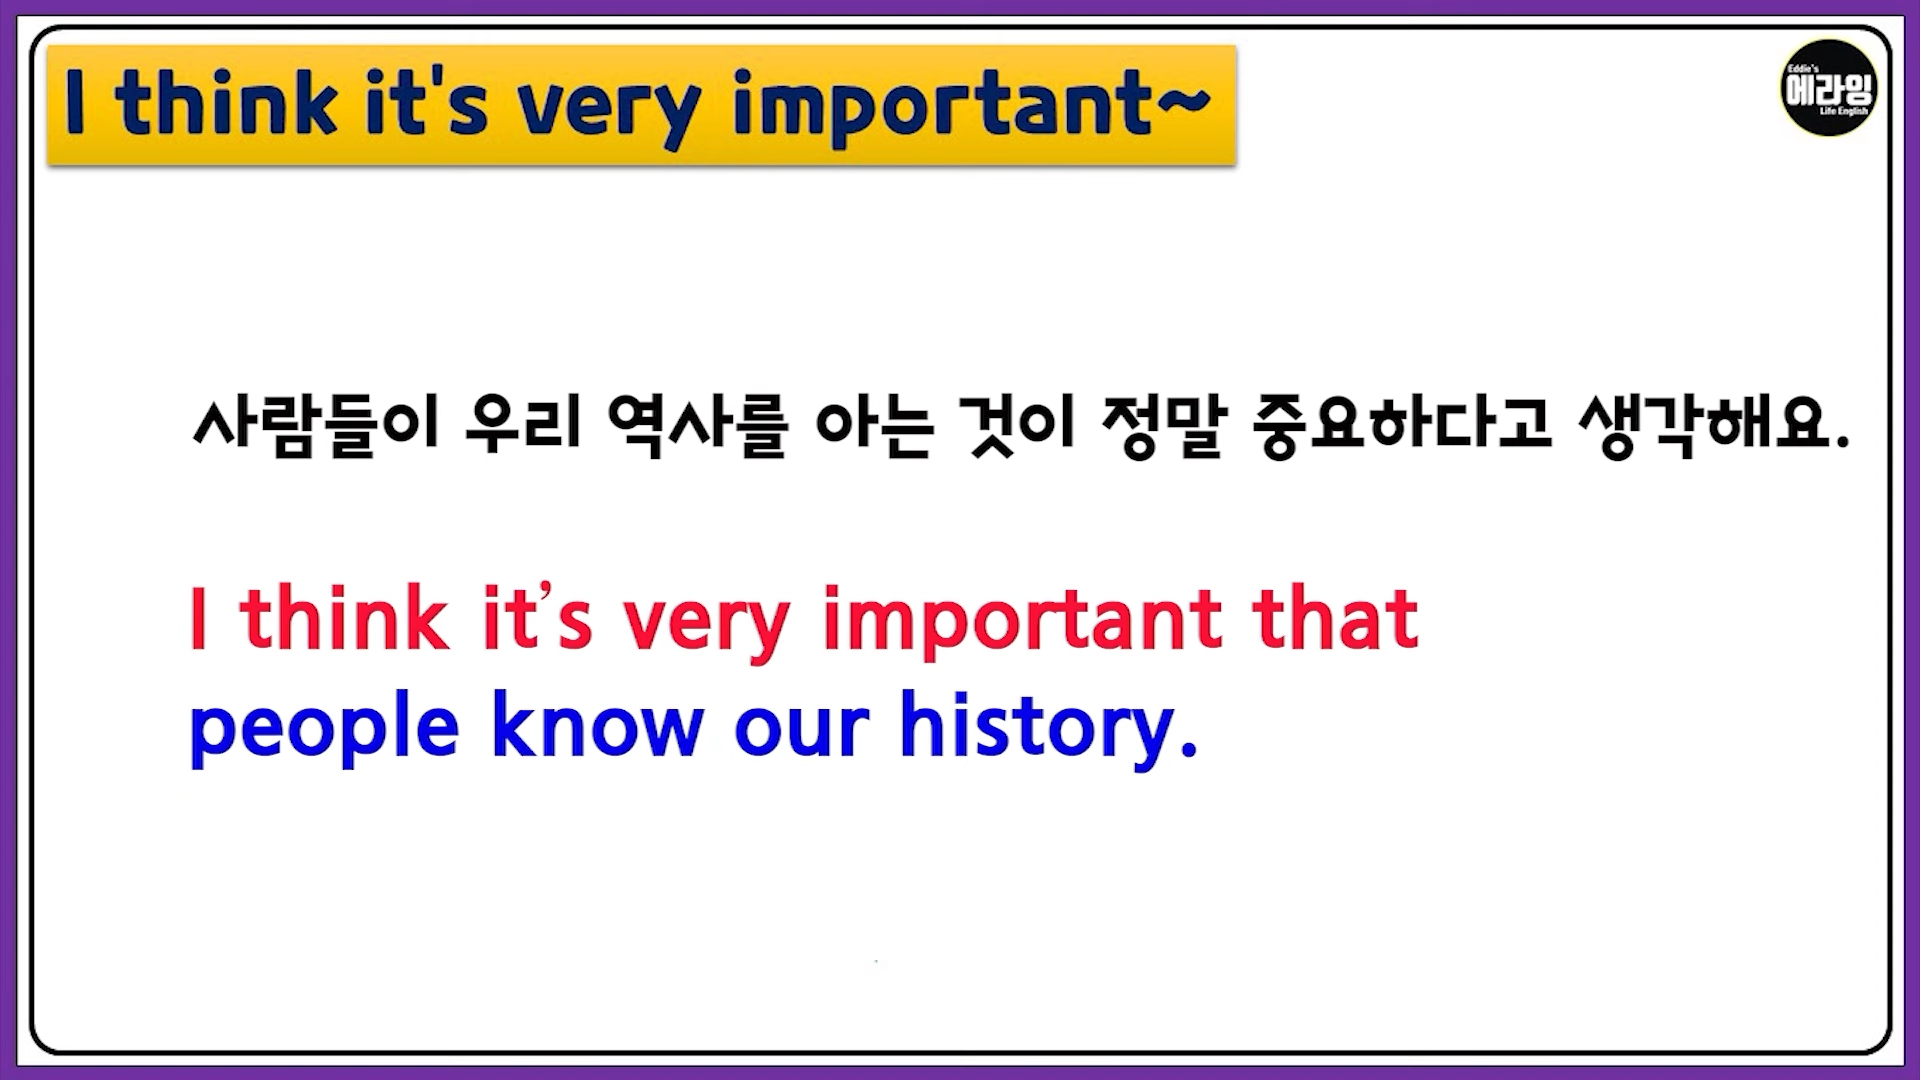 I think it's very important~
Eddie's
에라잉
Life English
사람들이 우리 역사를 아는 것이 정말 중요하다고 생각해요.
I think it’s very important that
people know our history.